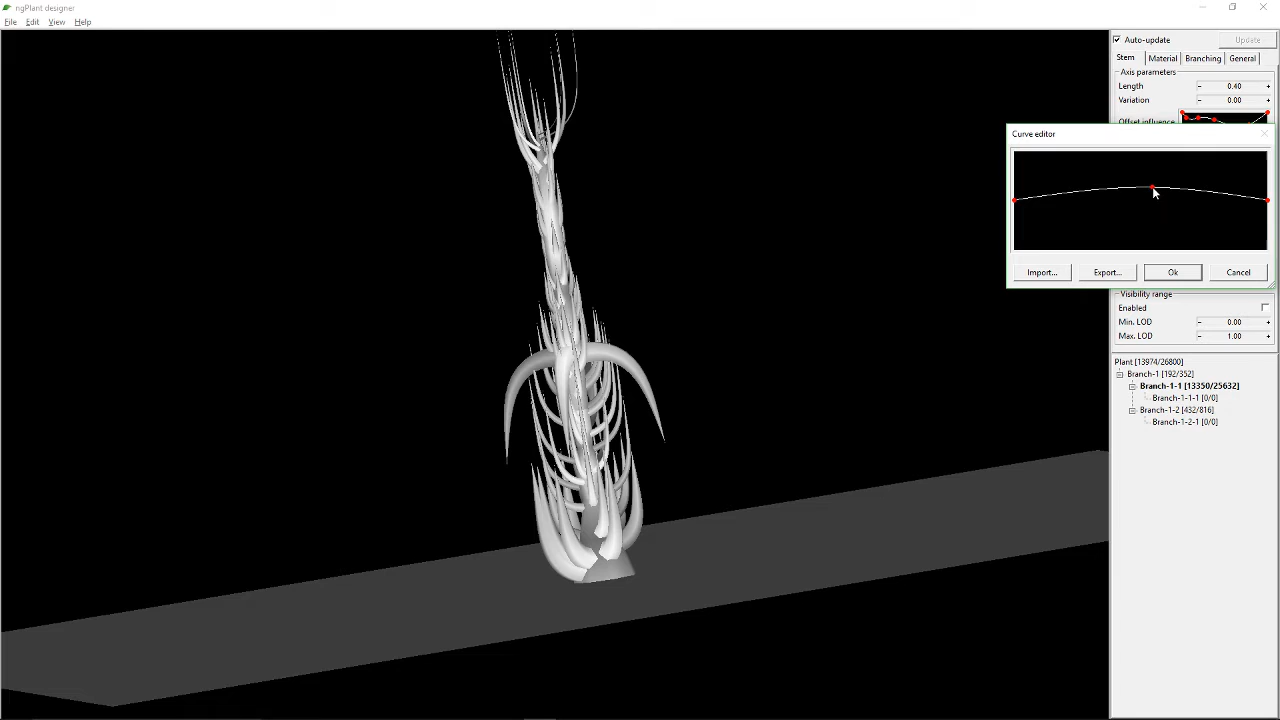 ngPlant designer
File Edit View Help
Auto-update Update
Stem Material Branching General
Axis parameters
Length - 0.40 +
Variation - 0.00 +
Offset influence
Curve editor
Import... Export... Ok Cancel
Visibility range
Enabled
Min. LOD - 0.00 +
Max. LOD - 1.00 +
Plant [13974/26800]
Branch-1 [192/352]
Branch-1-1 [13350/25632]
Branch-1-1-1 [0/0]
Branch-1-2 [432/816]
Branch-1-2-1 [0/0]